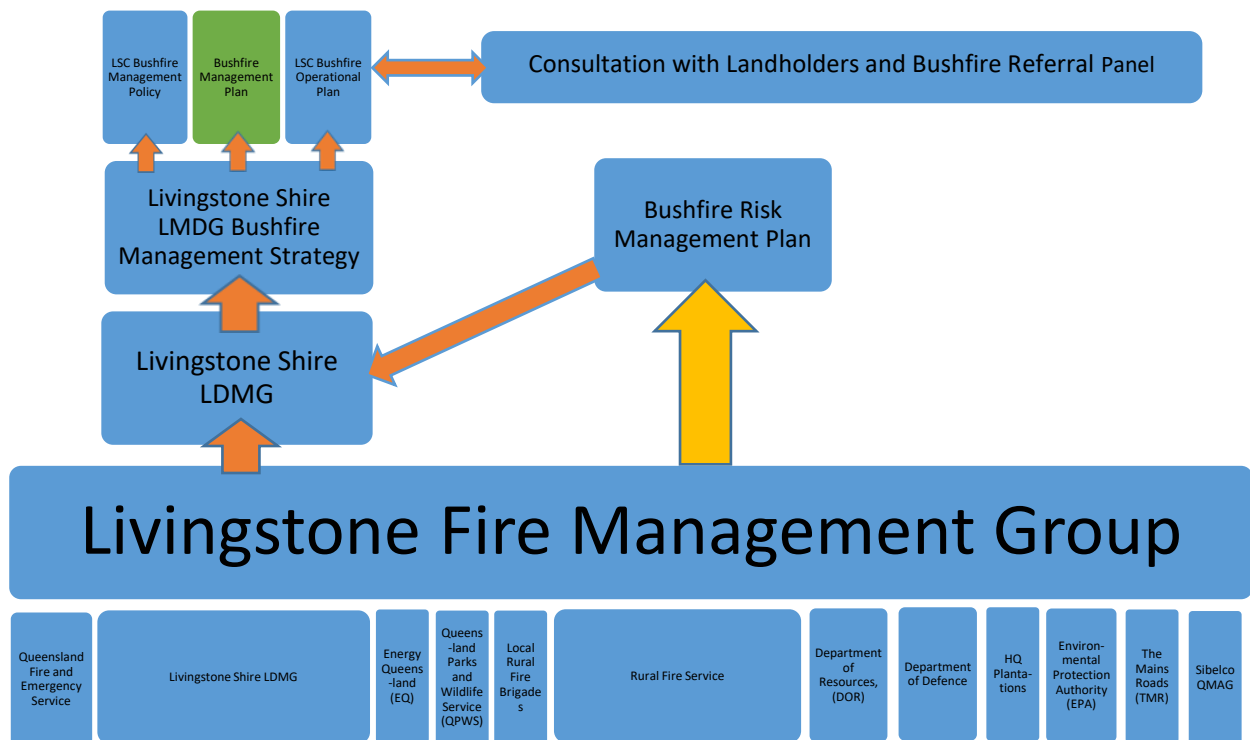 LSC Bushfire
Management
Policy
Bushfire
Management
Plan
LSC Bushfire
Operational
Plan
Consultation with Landholders and Bushfire Referral Panel
Livingstone Shire
LMDG Bushfire
Management Strategy
Bushfire Risk
Management Plan
Livingstone Shire
LDMG
Livingstone Fire Management Group
Queensland
Fire and
Emergency
Service
Livingstone Shire LDMG
Energy
Queens
-land
(EQ)
Queens
-land
Parks
and
Wildlife
Service
(QPWS)
Local
Rural
Fire
Brigade
s
Rural Fire Service
Department
of
Resources,
(DOR)
Department
of Defence
HQ
Planta-
tions
Environ-
mental
Protection
Authority
(EPA)
The
Mains
Roads
(TMR)
Sibelco
QMAG